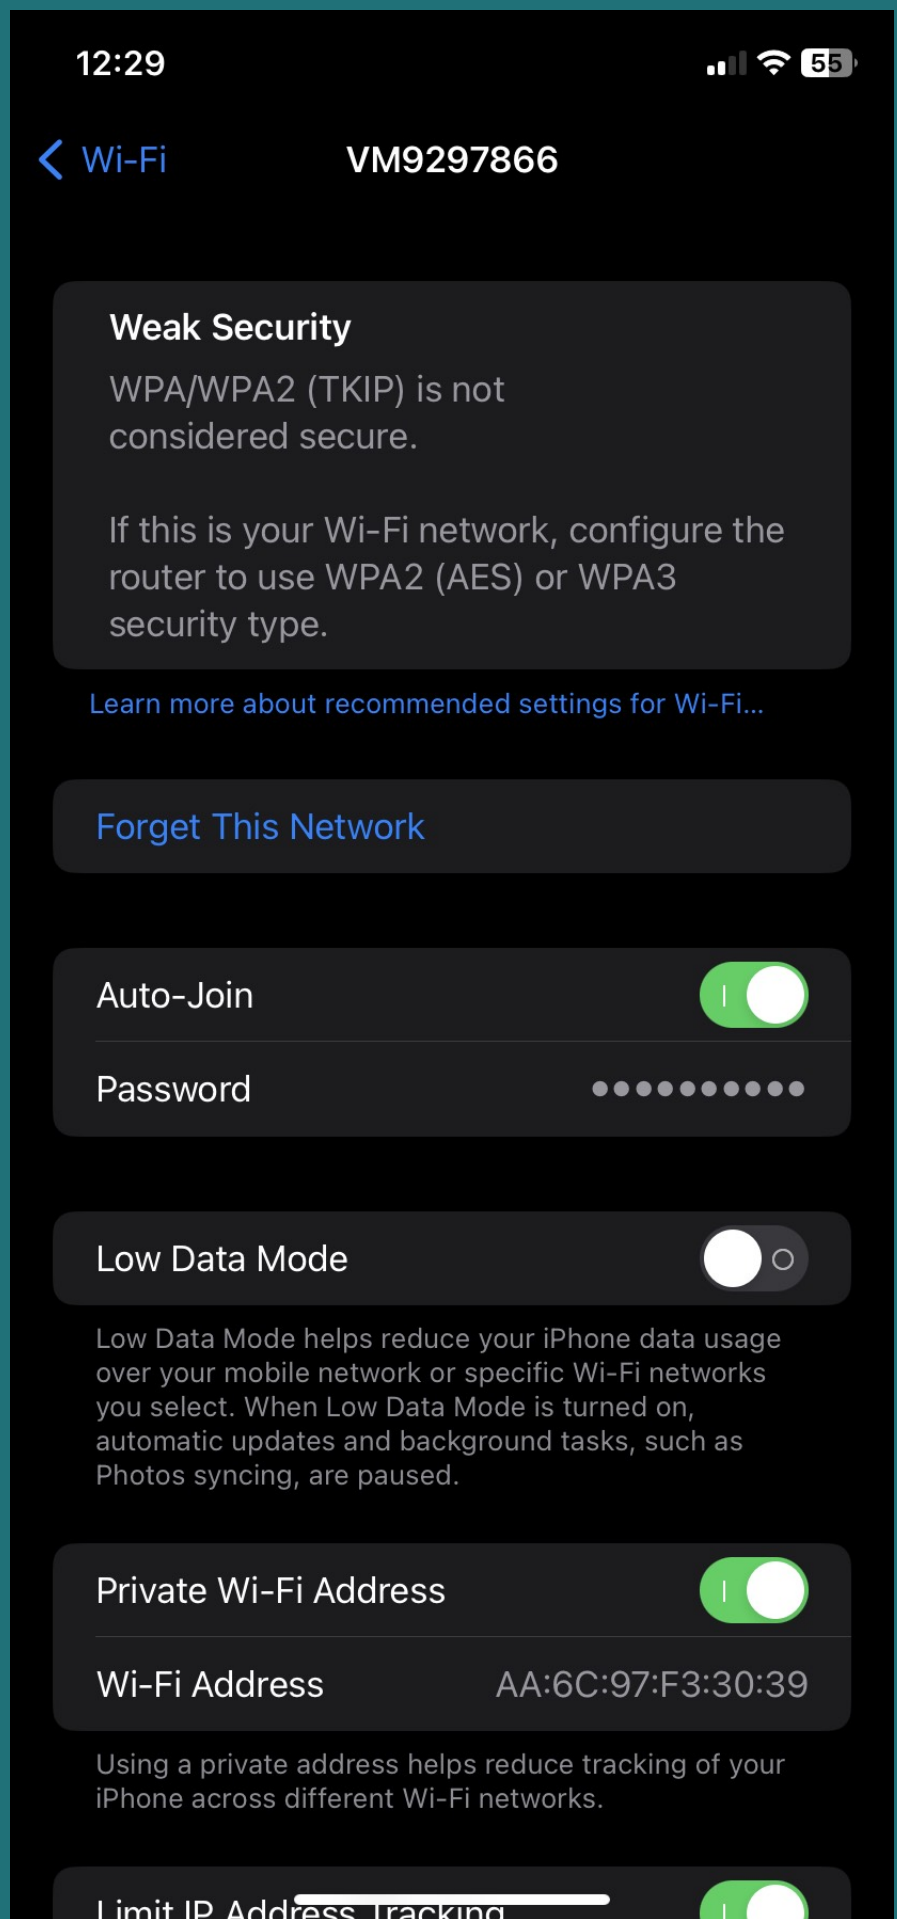 12:29
55
Wi-Fi
VM9297866
Weak Security
WPA/WPA2 (TKIP) is not
considered secure.
If this is your Wi-Fi network, configure the
router to use WPA2 (AES) or WPA3
security type.
Learn more about recommended settings for Wi-Fi...
Forget This Network
Auto-Join
Password
Low Data Mode
Low Data Mode helps reduce your iPhone data usage
over your mobile network or specific Wi-Fi networks
you select. When Low Data Mode is turned on,
automatic updates and background tasks, such as
Photos syncing, are paused.
Private Wi-Fi Address
Wi-Fi Address
AA:6C:97:F3:30:39
Using a private address helps reduce tracking of your
iPhone across different Wi-Fi networks.
Limit IP Address Tracking